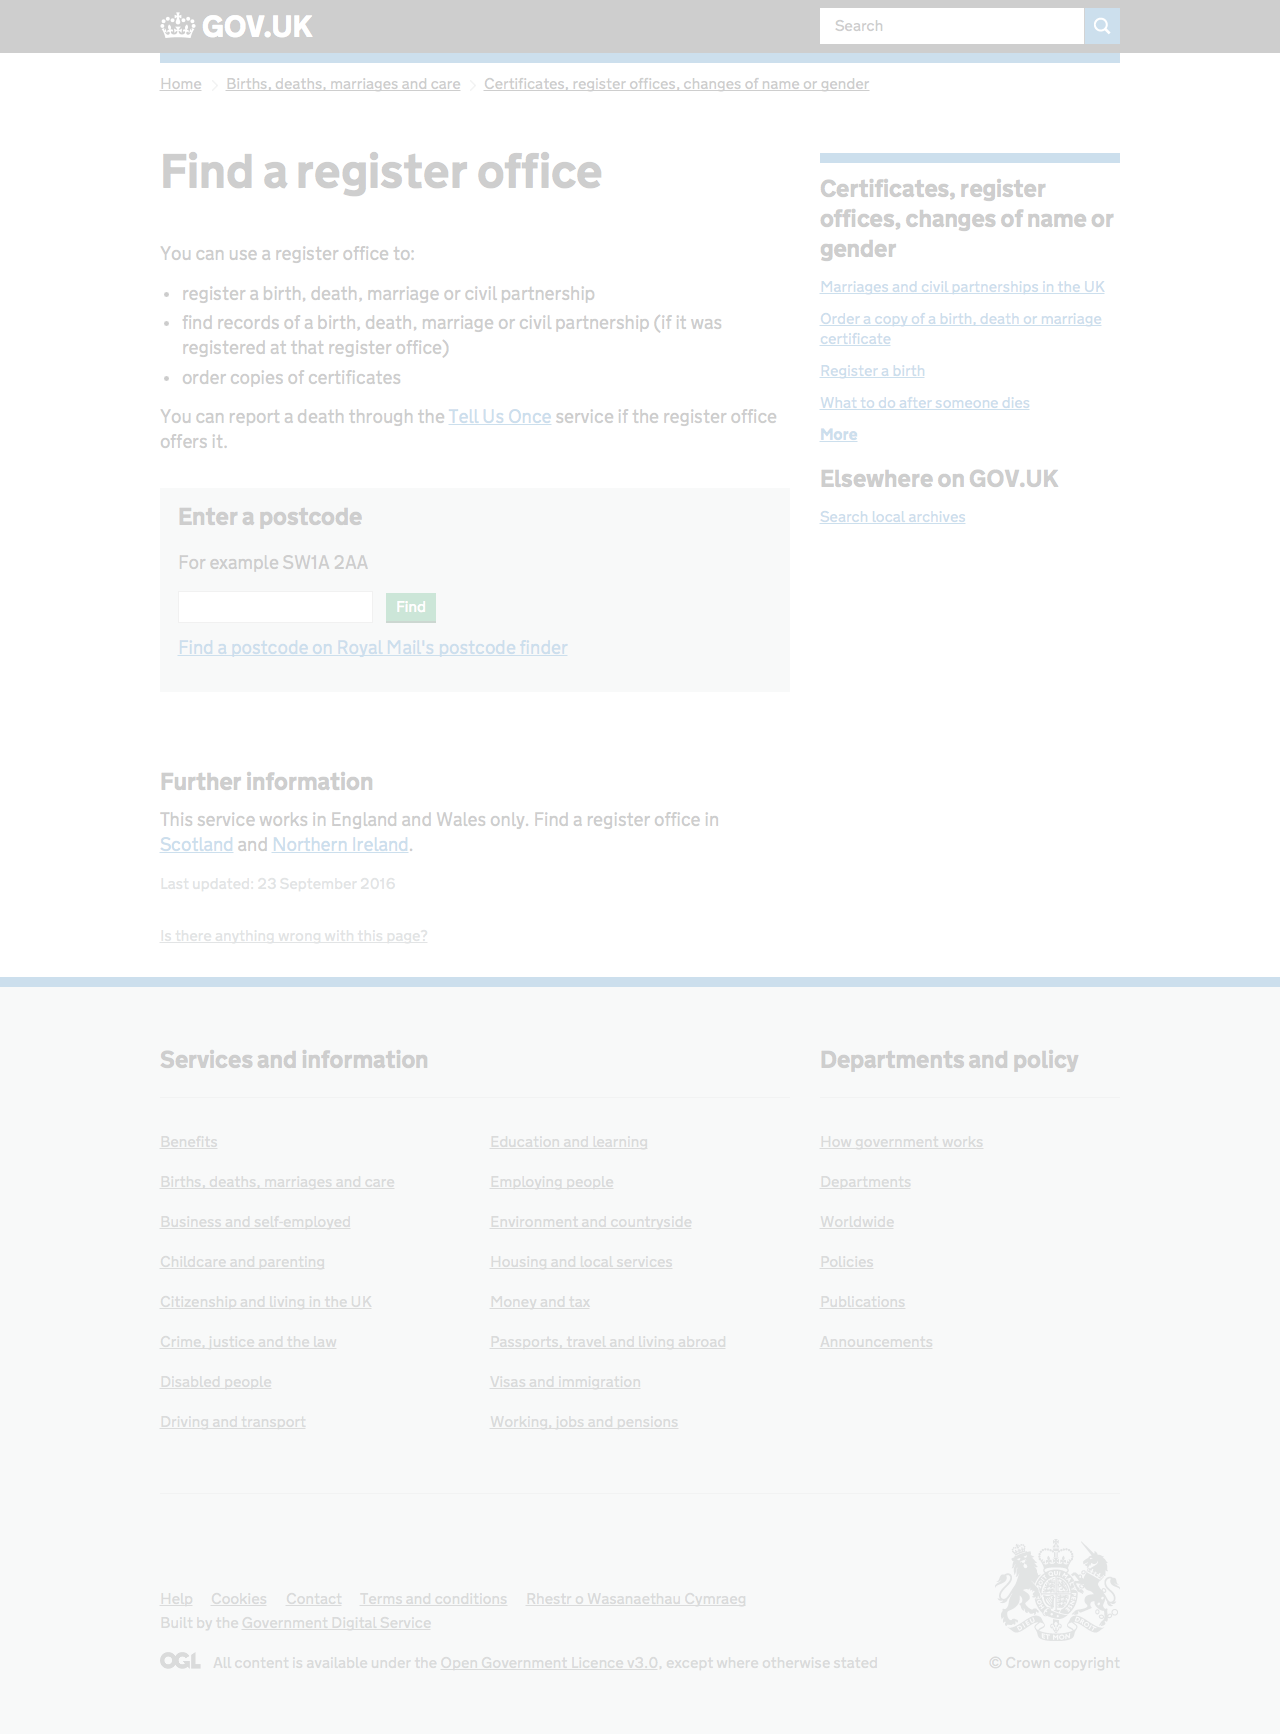 GOV.UK
Search
Home
Births, deaths, marriages and care
Certificates, register offices, changes of name or gender
Find a register office
You can use a register office to:
• register a birth, death, marriage or civil partnership
• find records of a birth, death, marriage or civil partnership (if it was
registered at that register office)
• order copies of certificates
You can report a death through the Tell Us Once service if the register office
offers it.
Enter a postcode
For example SW1A 2AA
Find
Find a postcode on Royal Mail's postcode finder
Further information
This service works in England and Wales only. Find a register office in
Scotland and Northern Ireland.
Last updated: 23 September 2016
Is there anything wrong with this page?
Certificates, register
offices, changes of name or
gender
Marriages and civil partnerships in the UK
Order a copy of a birth, death or marriage
certificate
Register a birth
What to do after someone dies
More
Elsewhere on GOV.UK
Search local archives
Services and information
Benefits
Births, deaths, marriages and care
Business and self-employed
Childcare and parenting
Citizenship and living in the UK
Crime, justice and the law
Disabled people
Driving and transport
Education and learning
Employing people
Environment and countryside
Housing and local services
Money and tax
Passports, travel and living abroad
Visas and immigration
Working, jobs and pensions
Departments and policy
How government works
Departments
Worldwide
Policies
Publications
Announcements
Help
Cookies
Contact
Terms and conditions
Rhestr o Wasanaethau Cymraeg
Built by the Government Digital Service
OGL
All content is available under the Open Government Licence v3.0, except where otherwise stated
© Crown copyright